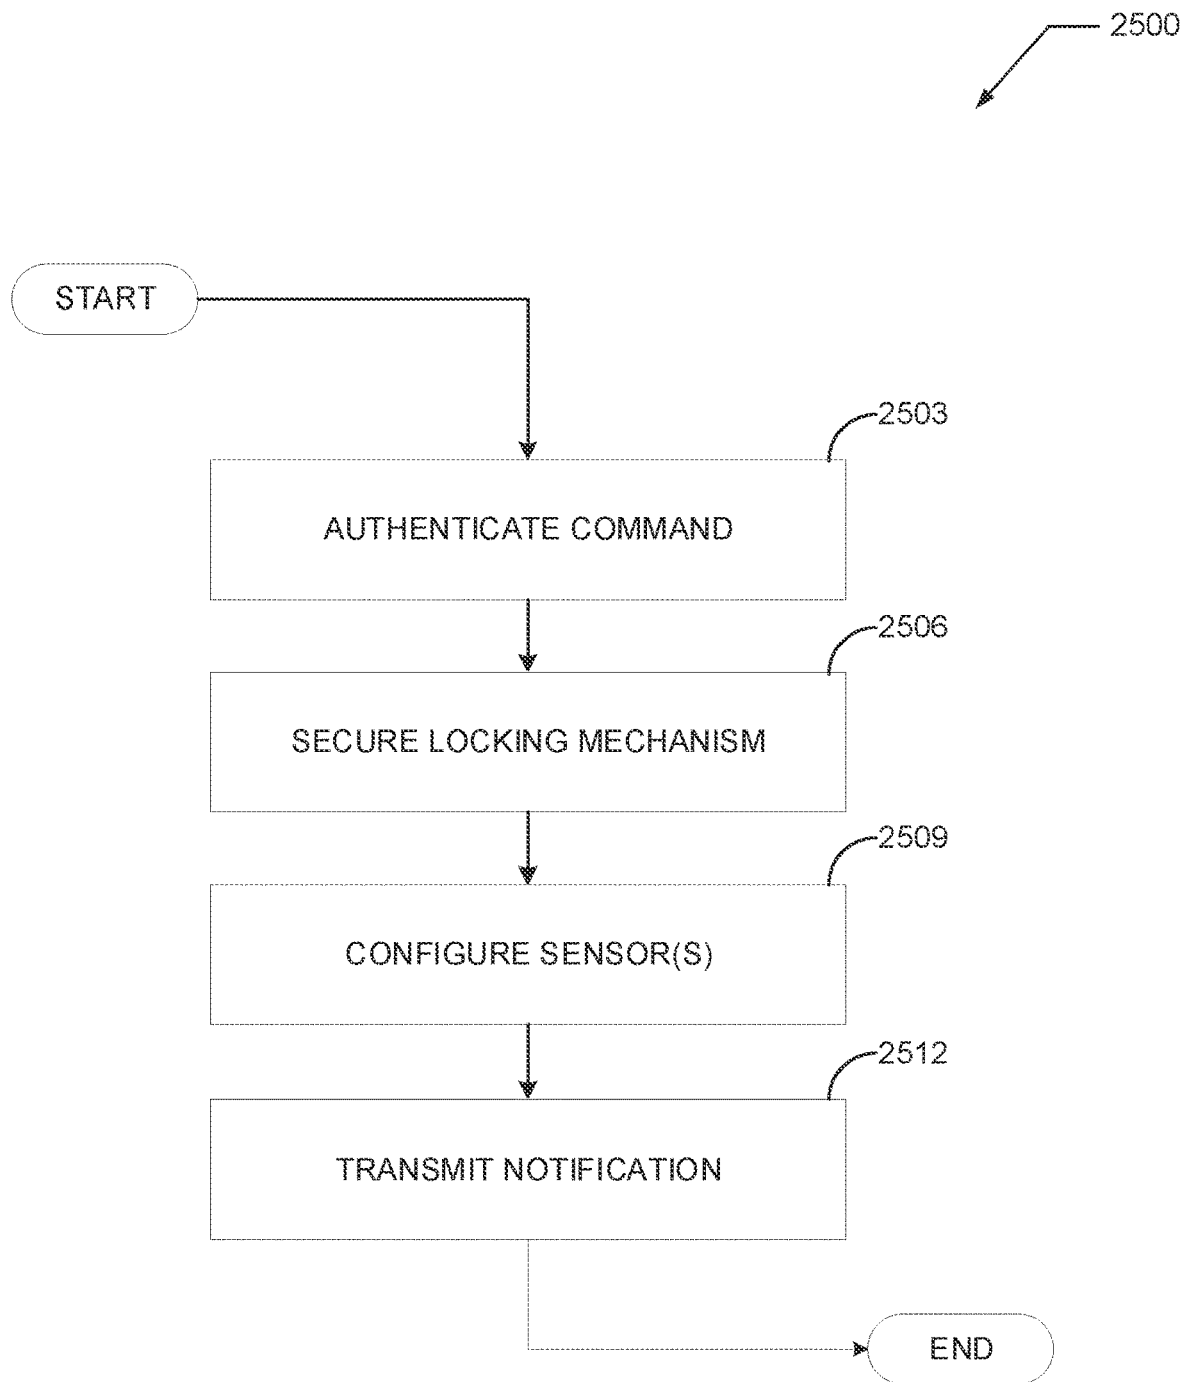 2500
START
2503
AUTHENTICATE COMMAND
2506
SECURE LOCKING MECHANISM
2509
CONFIGURE SENSOR(S)
2512
TRANSMIT NOTIFICATION
END